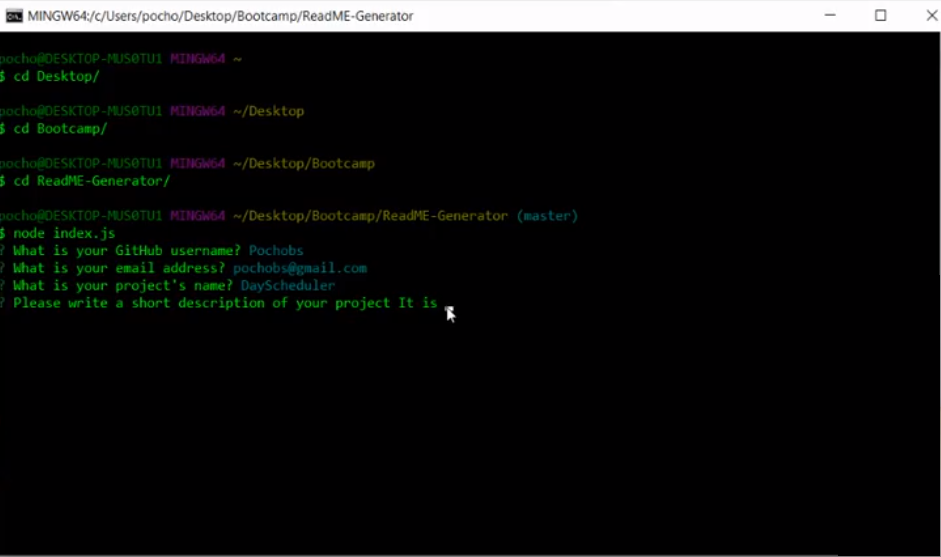 MINGW64:/c/Users/pocho/Desktop/Bootcamp/ReadME-Generator
pocho@DESKTOP-MUS0TU1 MINGW64 ~
$ cd Desktop/
pocho@DESKTOP-MUS0TU1 MINGW64 ~/Desktop
$ cd Bootcamp/
pocho@DESKTOP-MUS0TU1 MINGW64 ~/Desktop/Bootcamp
$ cd ReadME-Generator/
pocho@DESKTOP-MUS0TU1 MINGW64 ~/Desktop/Bootcamp/ReadME-Generator (master)
$ node index.js
? What is your GitHub username? Pochobs
? What is your email address? pochobs@gmail.com
? What is your project's name? DayScheduler
? Please write a short description of your project It is